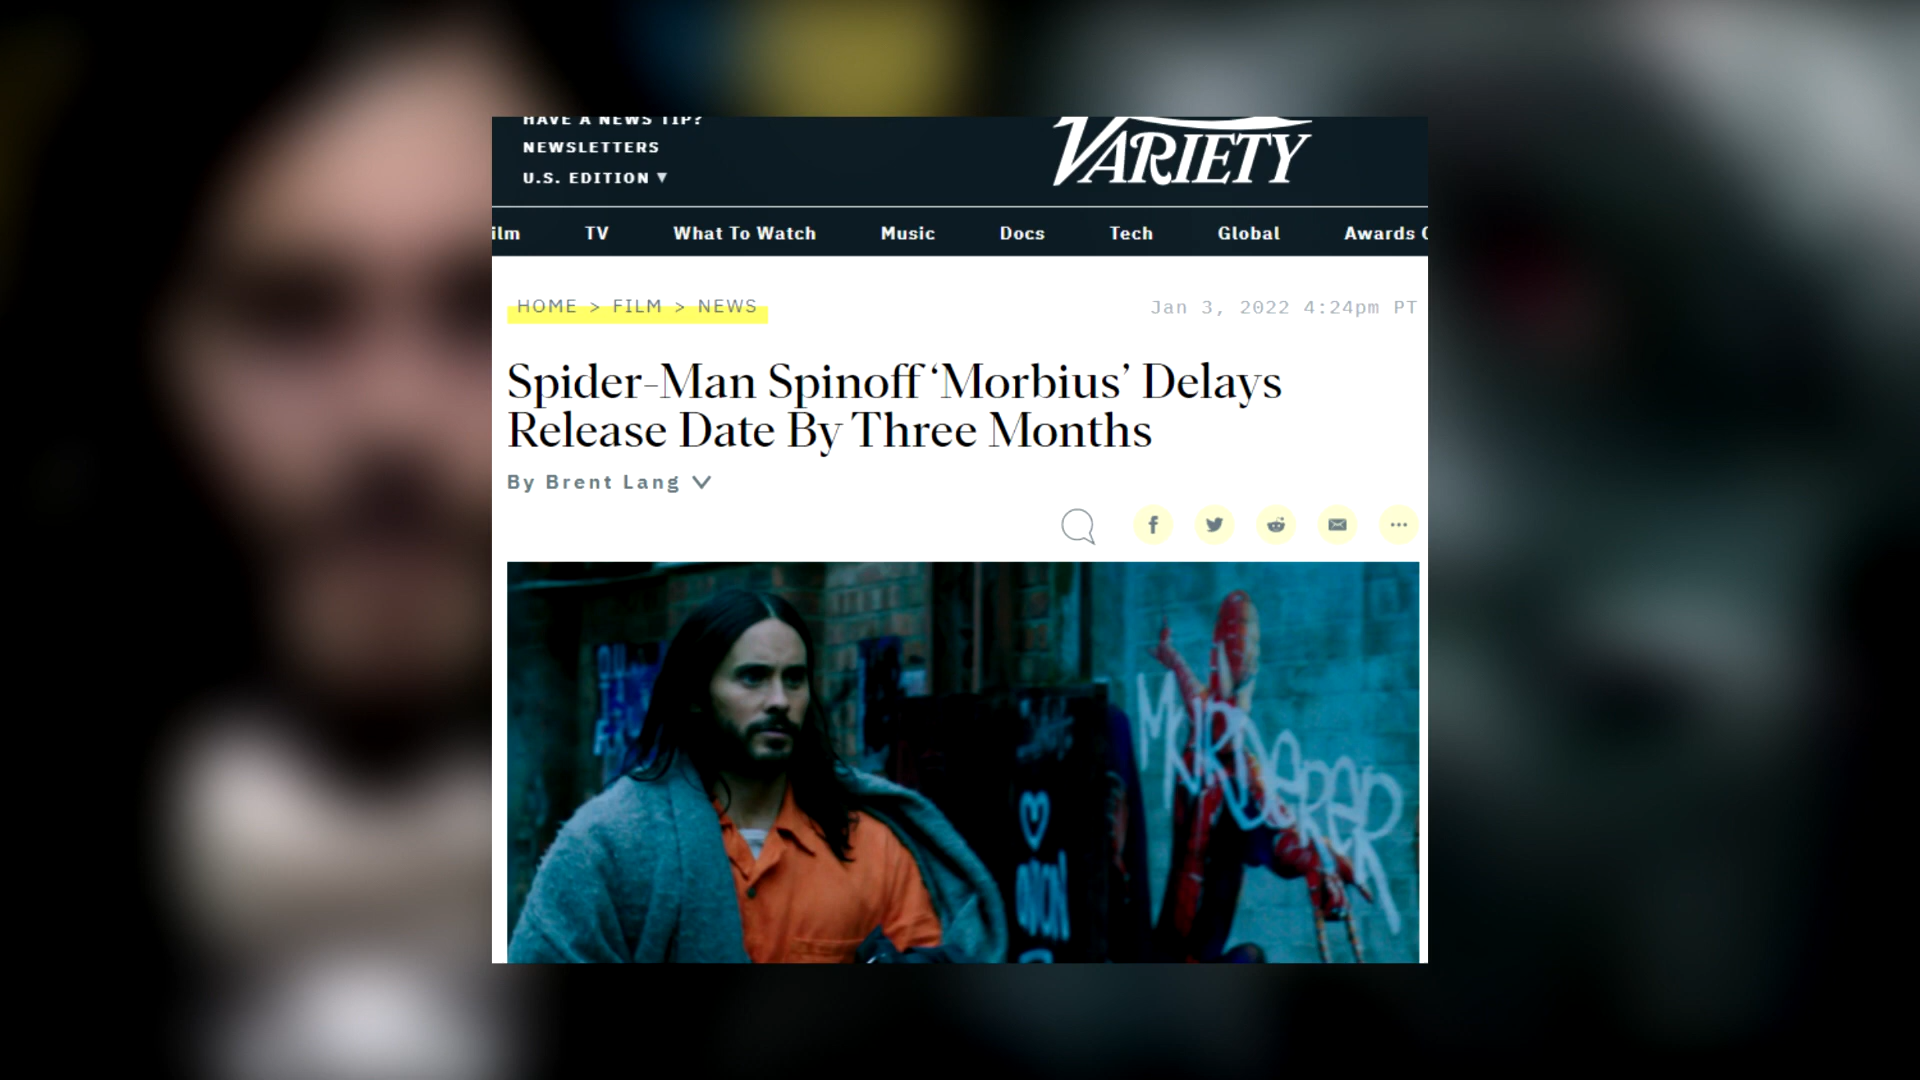 HAVE A NEWS TIP?
NEWSLETTERS
U.S. EDITION ▼
VARIETY
ilm TV What To Watch Music Docs Tech Global Awards C
HOME > FILM > NEWS
Jan 3, 2022 4:24pm PT
Spider-Man Spinoff ‘Morbius’ Delays
Release Date By Three Months
By Brent Lang
MURDERER